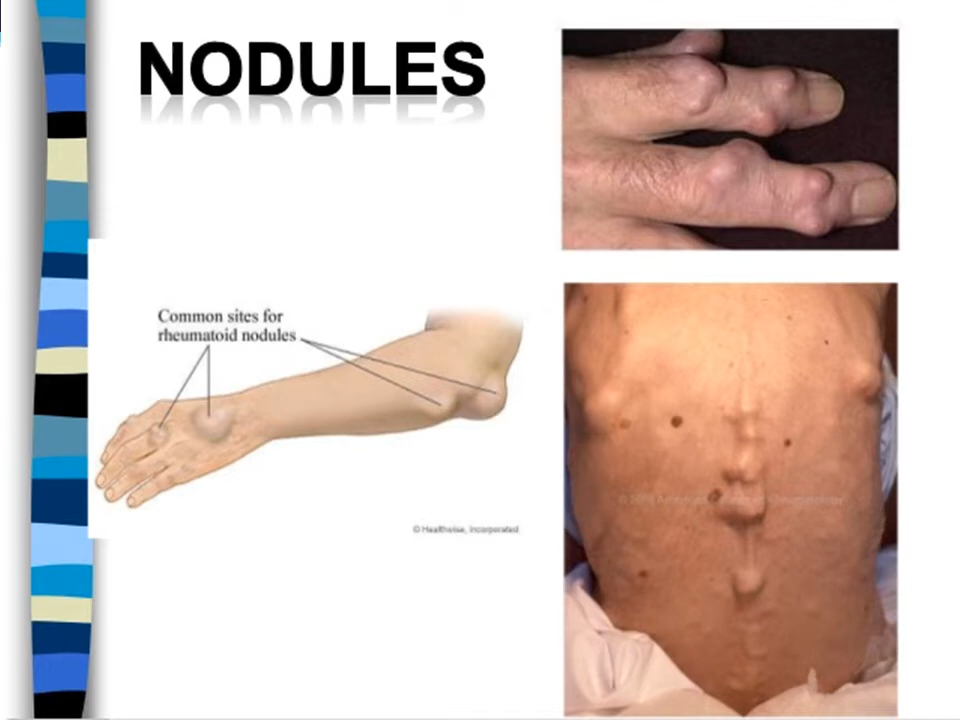 NODULES
Common sites for
rheumatoid nodules
© Healthwise, Incorporated